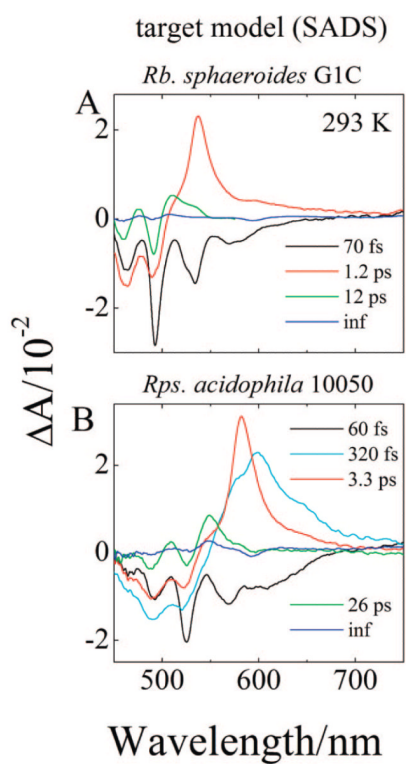 target model (SADS)
Rb. sphaeroides G1C
A
293 K
2
0
-2
70 fs
1.2 ps
12 ps
inf
Rps. acidophila 10050
B
60 fs
320 fs
3.3 ps
2
0
-2
26 ps
inf
500 600 700
ΔA/10⁻²
Wavelength/nm